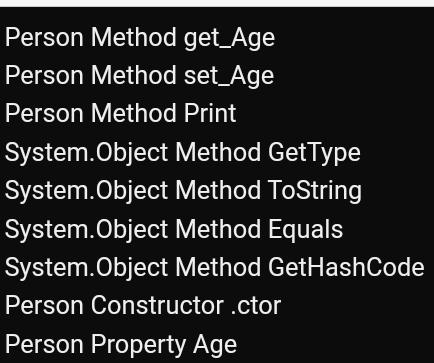 Person Method get_Age
Person Method set_Age
Person Method Print
System.Object Method GetType
System.Object Method ToString
System.Object Method Equals
System.Object Method GetHashCode
Person Constructor .ctor
Person Property Age